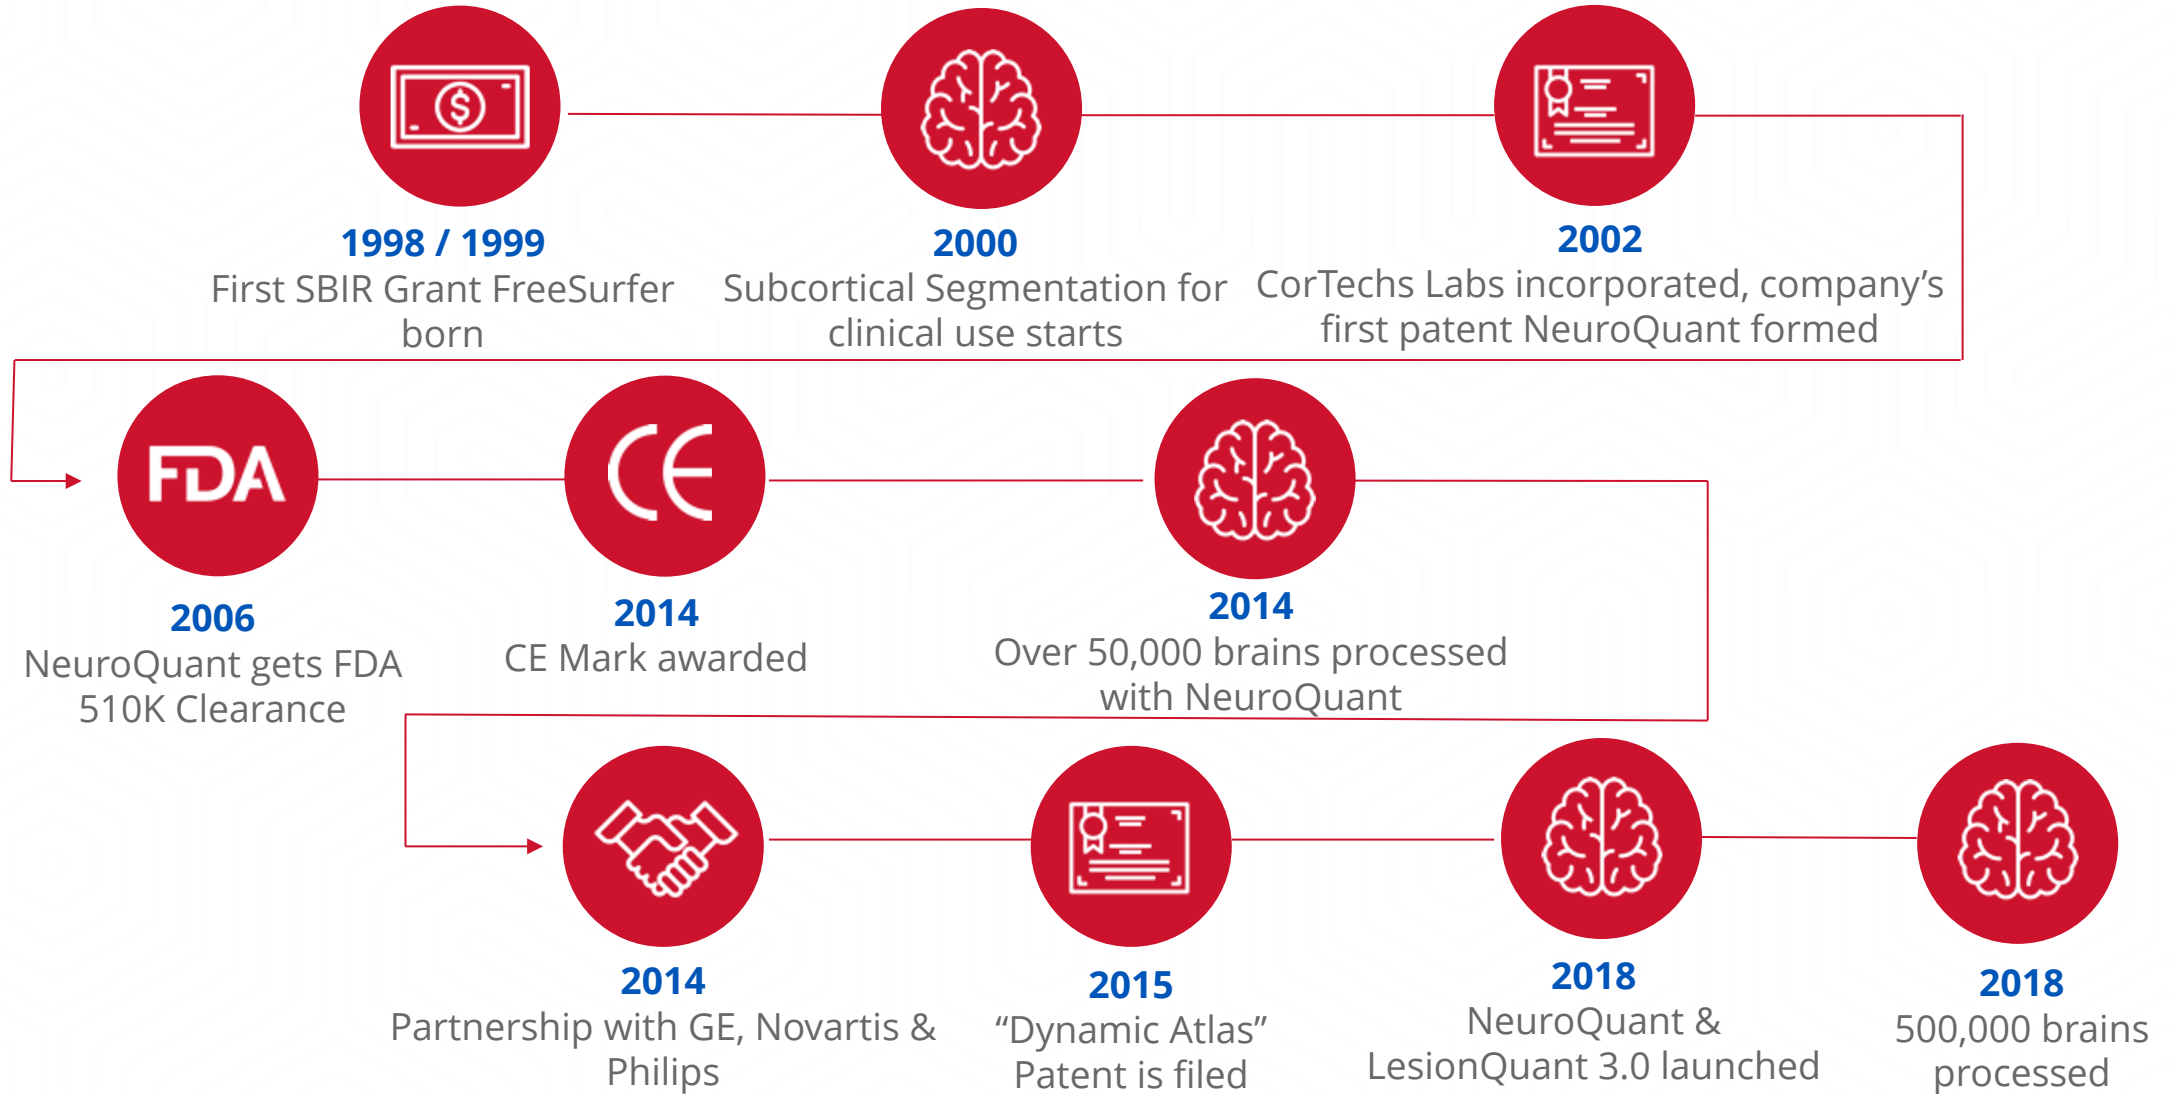 1998 / 1999
First SBIR Grant FreeSurfer
born
2000
Subcortical Segmentation for
clinical use starts
2002
CorTechs Labs incorporated, company’s
first patent NeuroQuant formed
FDA
2006
NeuroQuant gets FDA
510K Clearance
CE
2014
CE Mark awarded
2014
Over 50,000 brains processed
with NeuroQuant
2014
Partnership with GE, Novartis &
Philips
2015
“Dynamic Atlas”
Patent is filed
2018
NeuroQuant &
LesionQuant 3.0 launched
2018
500,000 brains
processed